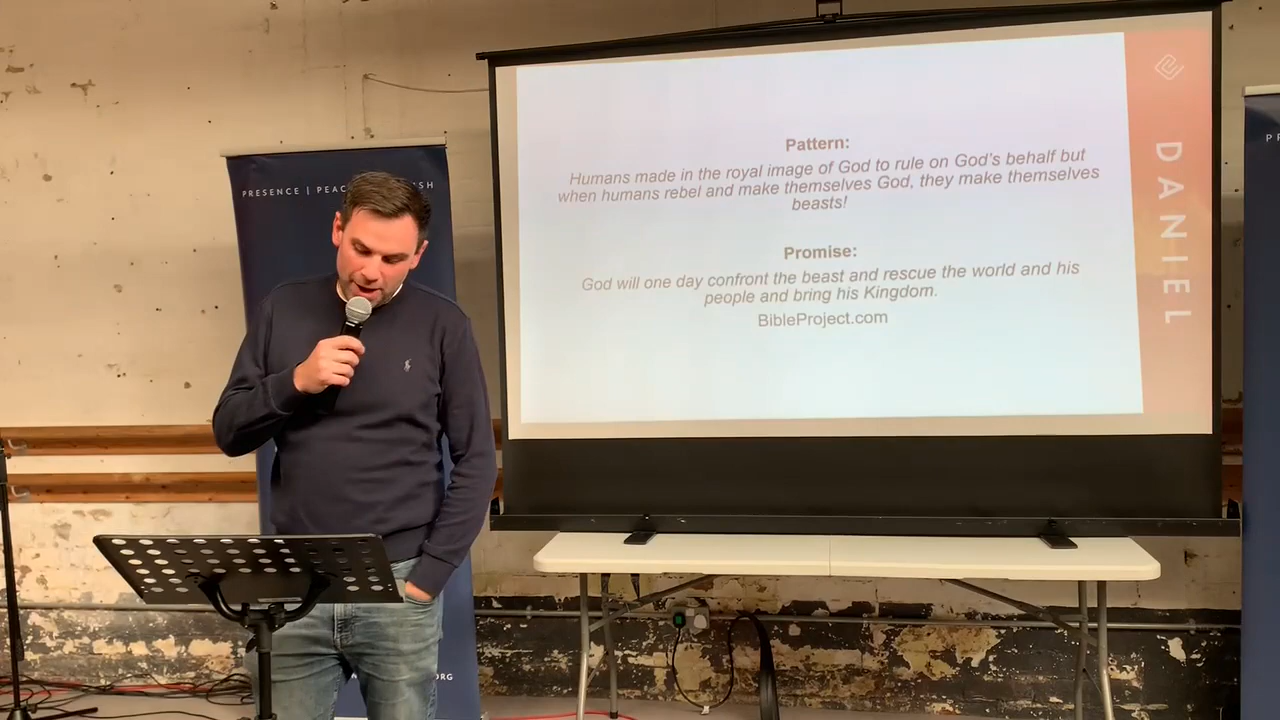 PRESENCE | PEAC SH
Pattern:
Humans made in the royal image of God to rule on God's behalf but
when humans rebel and make themselves God, they make themselves
beasts!
Promise:
God will one day confront the beast and rescue the world and his
people and bring his Kingdom.
BibleProject.com
DANIEL